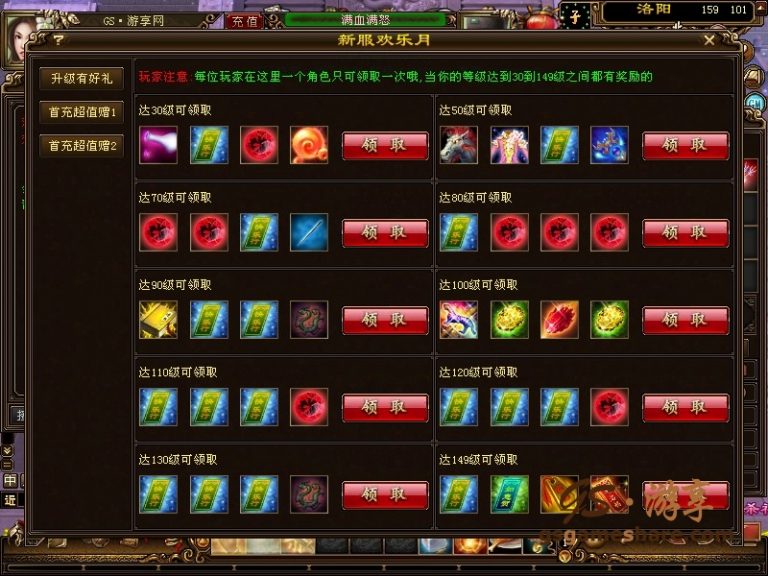 GS·游享网
充值
满血满怒
洛阳 159 101
?
新服欢乐月
升级有好礼
首充超值赠1
首充超值赠2
玩家注意:每位玩家在这里一个角色只可领取一次哦,当你的等级达到30到149级之间都有奖励的
达30级可领取
领取
达50级可领取
领取
达70级可领取
领取
达80级可领取
领取
达90级可领取
领取
达100级可领取
领取
达110级可领取
领取
达120级可领取
领取
达130级可领取
领取
达149级可领取
GS·游享
gsgameshare.com
甲
近